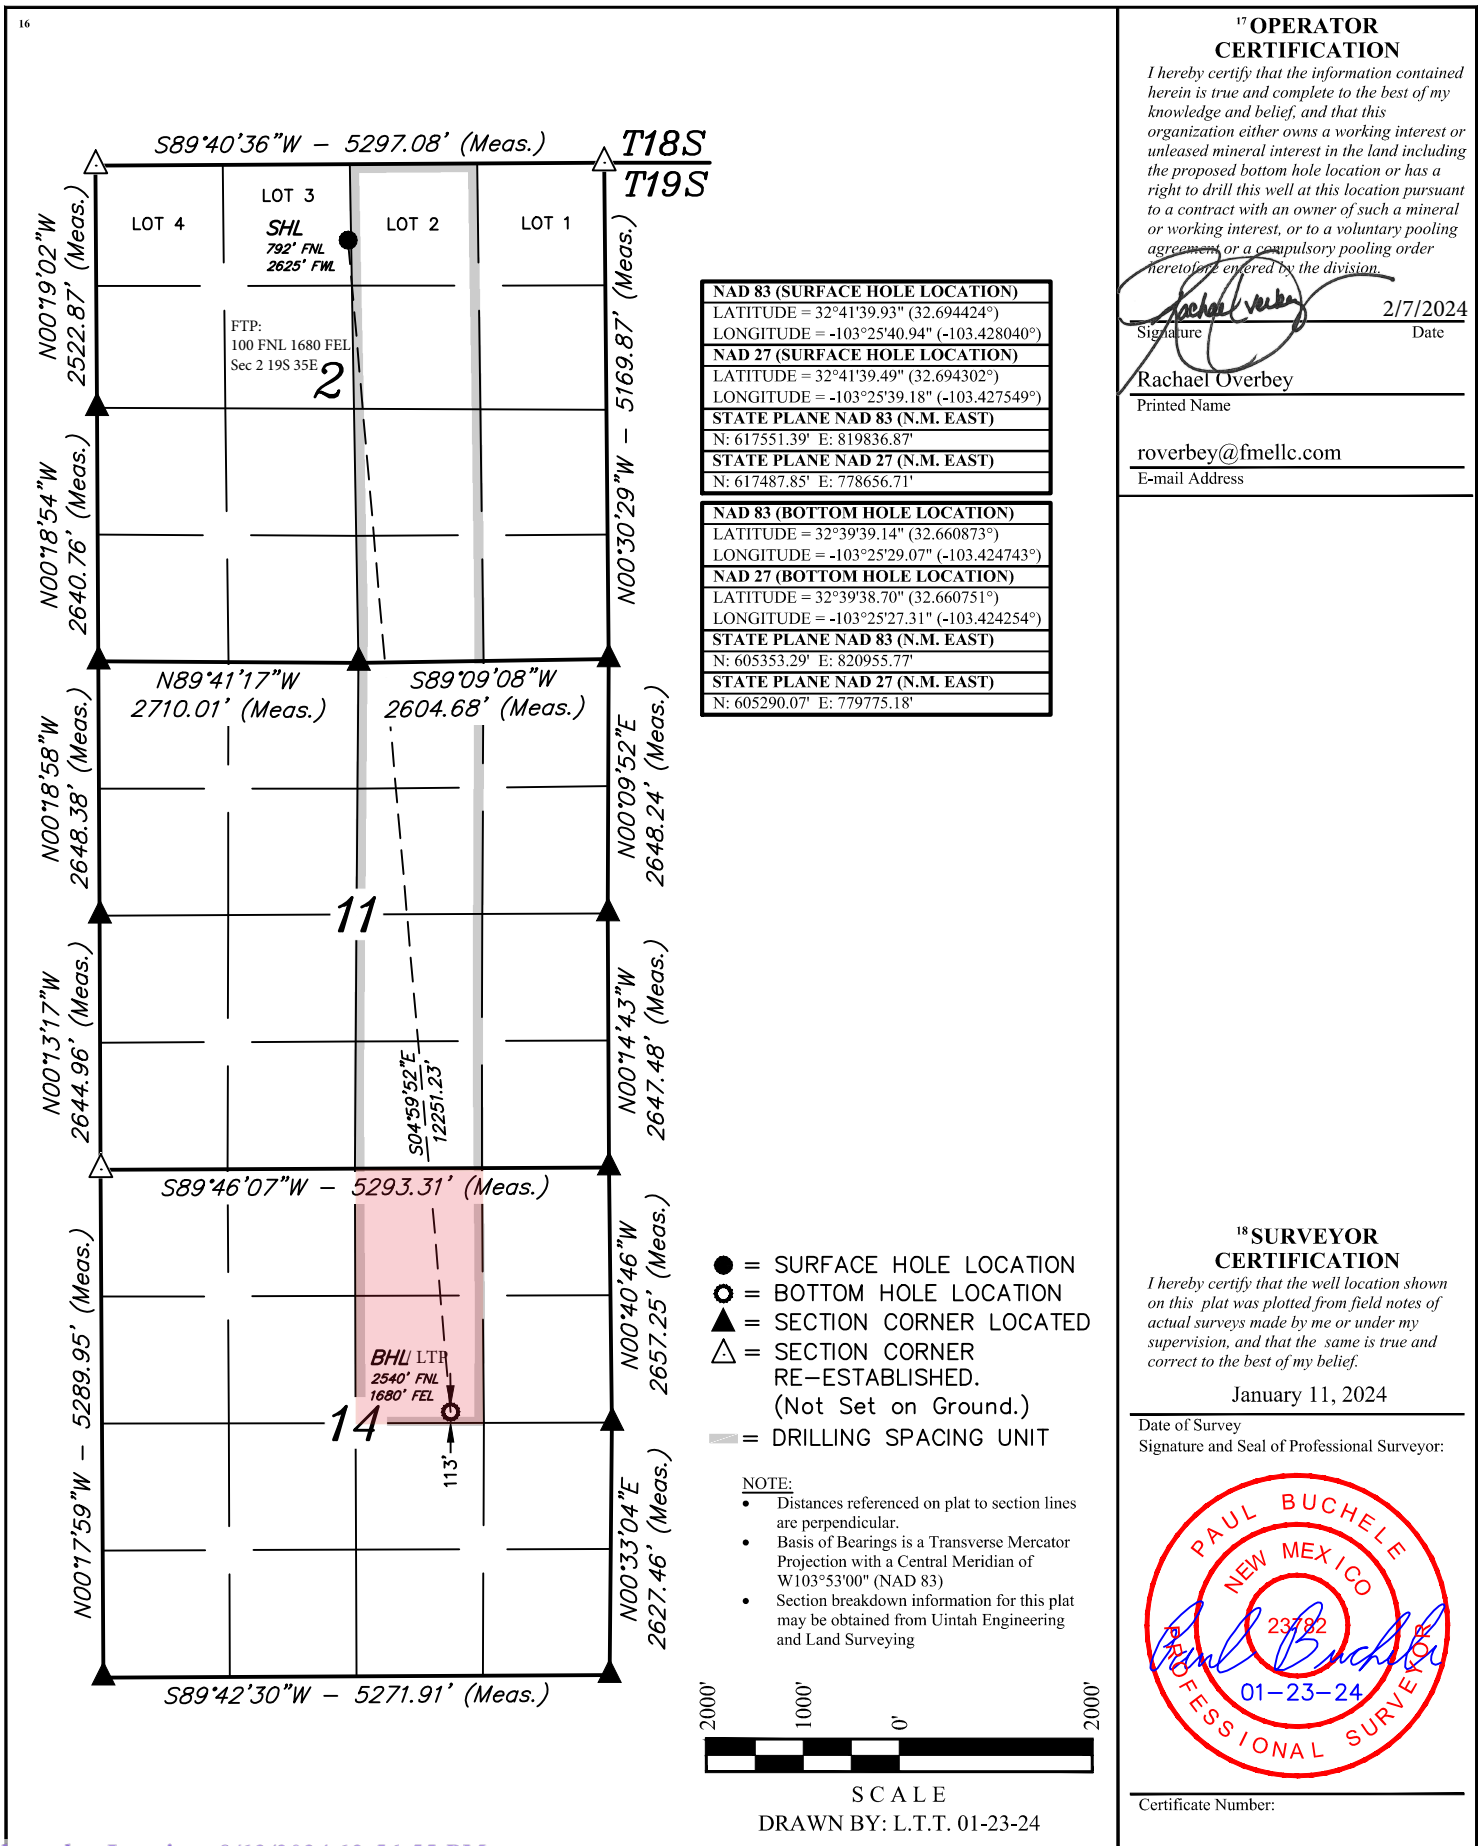 16
S89°40'36"W – 5297.08' (Meas.)
T18S
T19S
LOT 4
LOT 3
LOT 2
LOT 1
SHL
792' FNL
2625' FWL
N00°19'02"W
2522.87' (Meas.)
FTP:
100 FNL 1680 FEL
Sec 2 19S 35E
2
N00°30'29"W – 5169.87' (Meas.)
N00°18'54"W
2640.76' (Meas.)
N89°41'17"W
2710.01' (Meas.)
S89°09'08"W
2604.68' (Meas.)
N00°18'58"W
2648.38' (Meas.)
N00°09'52"E
2648.24' (Meas.)
11
N00°13'17"W
2644.96' (Meas.)
N00°14'43"W
2647.48' (Meas.)
S04°59'52"E
12251.23'
S89°46'07"W – 5293.31' (Meas.)
N00°17'59"W – 5289.95' (Meas.)
N00°40'46"W
2657.25' (Meas.)
BHL/ LTP
2540' FNL
1680' FEL
14
113'
N00°33'04"E
2627.46' (Meas.)
S89°42'30"W – 5271.91' (Meas.)
NAD 83 (SURFACE HOLE LOCATION)
LATITUDE = 32°41'39.93" (32.694424°)
LONGITUDE = -103°25'40.94" (-103.428040°)
NAD 27 (SURFACE HOLE LOCATION)
LATITUDE = 32°41'39.49" (32.694302°)
LONGITUDE = -103°25'39.18" (-103.427549°)
STATE PLANE NAD 83 (N.M. EAST)
N: 617551.39' E: 819836.87'
STATE PLANE NAD 27 (N.M. EAST)
N: 617487.85' E: 778656.71'
NAD 83 (BOTTOM HOLE LOCATION)
LATITUDE = 32°39'39.14" (32.660873°)
LONGITUDE = -103°25'29.07" (-103.424743°)
NAD 27 (BOTTOM HOLE LOCATION)
LATITUDE = 32°39'38.70" (32.660751°)
LONGITUDE = -103°25'27.31" (-103.424254°)
STATE PLANE NAD 83 (N.M. EAST)
N: 605353.29' E: 820955.77'
STATE PLANE NAD 27 (N.M. EAST)
N: 605290.07' E: 779775.18'
= SURFACE HOLE LOCATION
= BOTTOM HOLE LOCATION
= SECTION CORNER LOCATED
= SECTION CORNER
RE–ESTABLISHED.
(Not Set on Ground.)
= DRILLING SPACING UNIT
NOTE:
• Distances referenced on plat to section lines
are perpendicular.
• Basis of Bearings is a Transverse Mercator
Projection with a Central Meridian of
W103°53'00" (NAD 83)
• Section breakdown information for this plat
may be obtained from Uintah Engineering
and Land Surveying
2000' 1000' 0' 2000'
SCALE
DRAWN BY: L.T.T. 01-23-24
17 OPERATOR
CERTIFICATION
I hereby certify that the information contained
herein is true and complete to the best of my
knowledge and belief, and that this
organization either owns a working interest or
unleased mineral interest in the land including
the proposed bottom hole location or has a
right to drill this well at this location pursuant
to a contract with an owner of such a mineral
or working interest, or to a voluntary pooling
agreement or a compulsory pooling order
heretofore entered by the division.
Rachael Overbey
2/7/2024
Signature Date
Rachael Overbey
Printed Name
roverbey@fmellc.com
E-mail Address
18 SURVEYOR
CERTIFICATION
I hereby certify that the well location shown
on this plat was plotted from field notes of
actual surveys made by me or under my
supervision, and that the same is true and
correct to the best of my belief.
January 11, 2024
Date of Survey
Signature and Seal of Professional Surveyor:
PAUL BUCHELE
NEW MEXICO
23782
Paul Buchele
01–23–24
PROFESSIONAL SURVEYOR
Certificate Number: